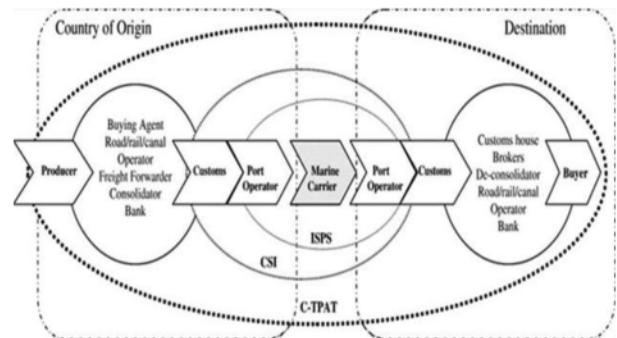 Country of Origin
Destination
Producer
Buying Agent
Road/rail/canal
Operator
Freight Forwarder
Consolidator
Bank
Customs
Port
Operator
Marine
Carrier
Port
Operator
Customs
Customs house
Brokers
De-consolidator
Road/rail/canal
Operator
Bank
Buyer
ISPS
CSI
C-TPAT